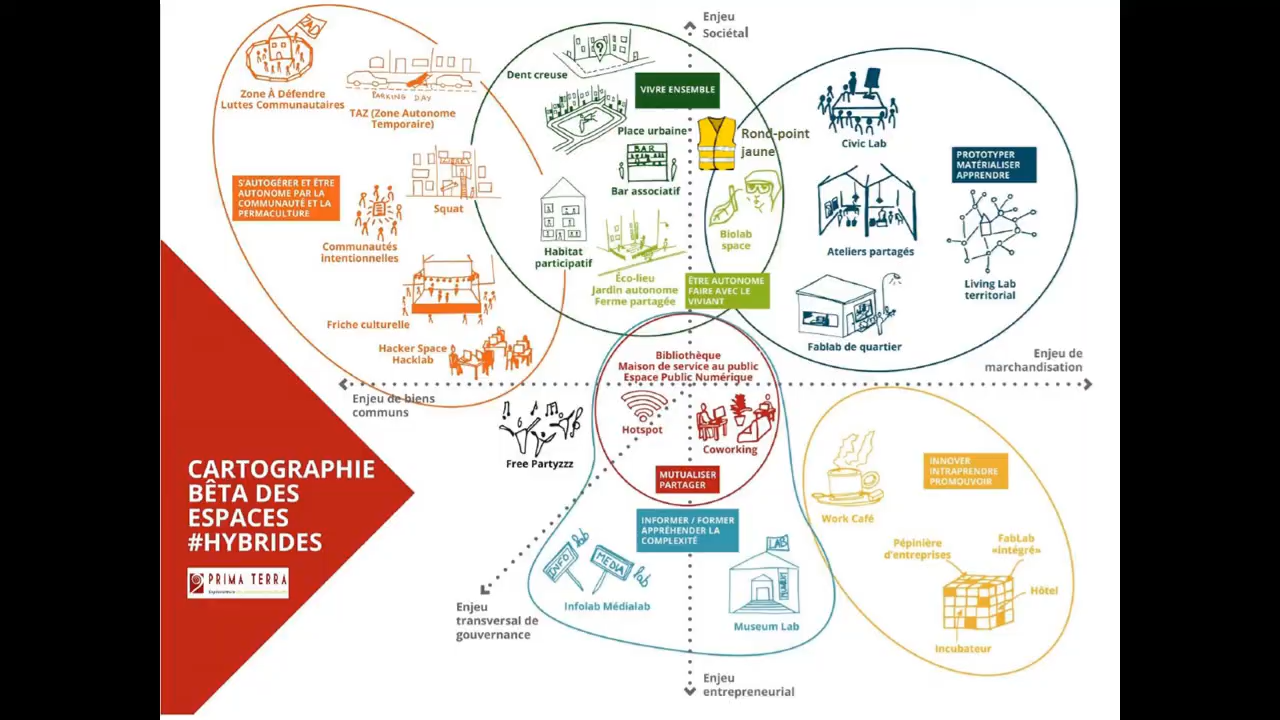 Enjeu
Sociétal
ZAD
Zone À Défendre
Luttes Communautaires
PARKING DAY
TAZ (Zone Autonome
Temporaire)
S'AUTOGÉRER ET ÊTRE
AUTONOME PAR LA
COMMUNAUTÉ ET LA
PERMACULTURE
Squat
Communautés
intentionnelles
Friche culturelle
Hacker Space
Hacklab
Dent creuse
VIVRE ENSEMBLE
Place urbaine
BAR
Bar associatif
Habitat
participatif
Éco-lieu
Jardin autonome
Ferme partagée
Rond-point
jaune
Biolab
space
ÊTRE AUTONOME
FAIRE AVEC LE
VIVANT
Civic Lab
PROTOTYPER
MATÉRIALISER
APPRENDRE
Ateliers partagés
Living Lab
territorial
Fablab de quartier
Enjeu de
marchandisation
Enjeu de biens
communs
Bibliothèque
Maison de service au public
Espace Public Numérique
Hotspot
Coworking
MUTUALISER
PARTAGER
Free Partyzzz
INFORMER / FORMER
APPRÉHENDER LA
COMPLEXITÉ
INFO lab
MEDIA lab
Infolab Médialab
LAB
Museum Lab
Work Café
INNOVER
INTRAPRENDRE
PROMOUVOIR
Pépinière
d'entreprises
FabLab
«intégré»
Hôtel
Incubateur
Enjeu
transversal de
gouvernance
Enjeu
entrepreneurial
CARTOGRAPHIE
BÊTA DES
ESPACES
#HYBRIDES
PRIMA TERRA